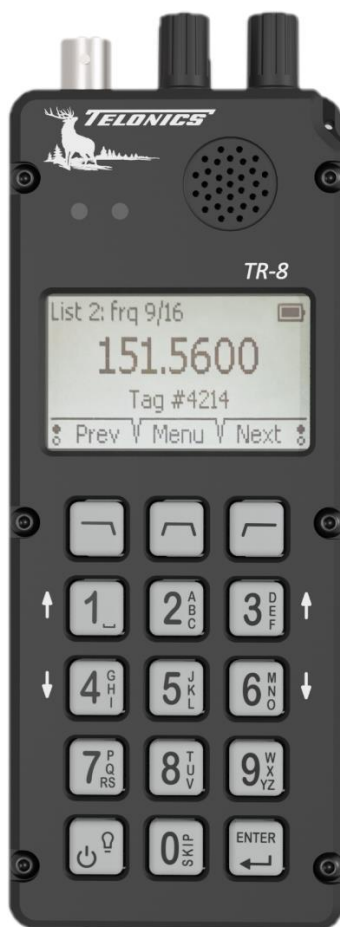 TELONICS
TR-8
List 2: frq 9/16
151.5600
Tag #4214
Prev Menu Next
1 2 ABC 3 DEF
4 GHI 5 JKL 6 MNO
7 PQRS 8 TUV 9 WXYZ
0 SKIP ENTER